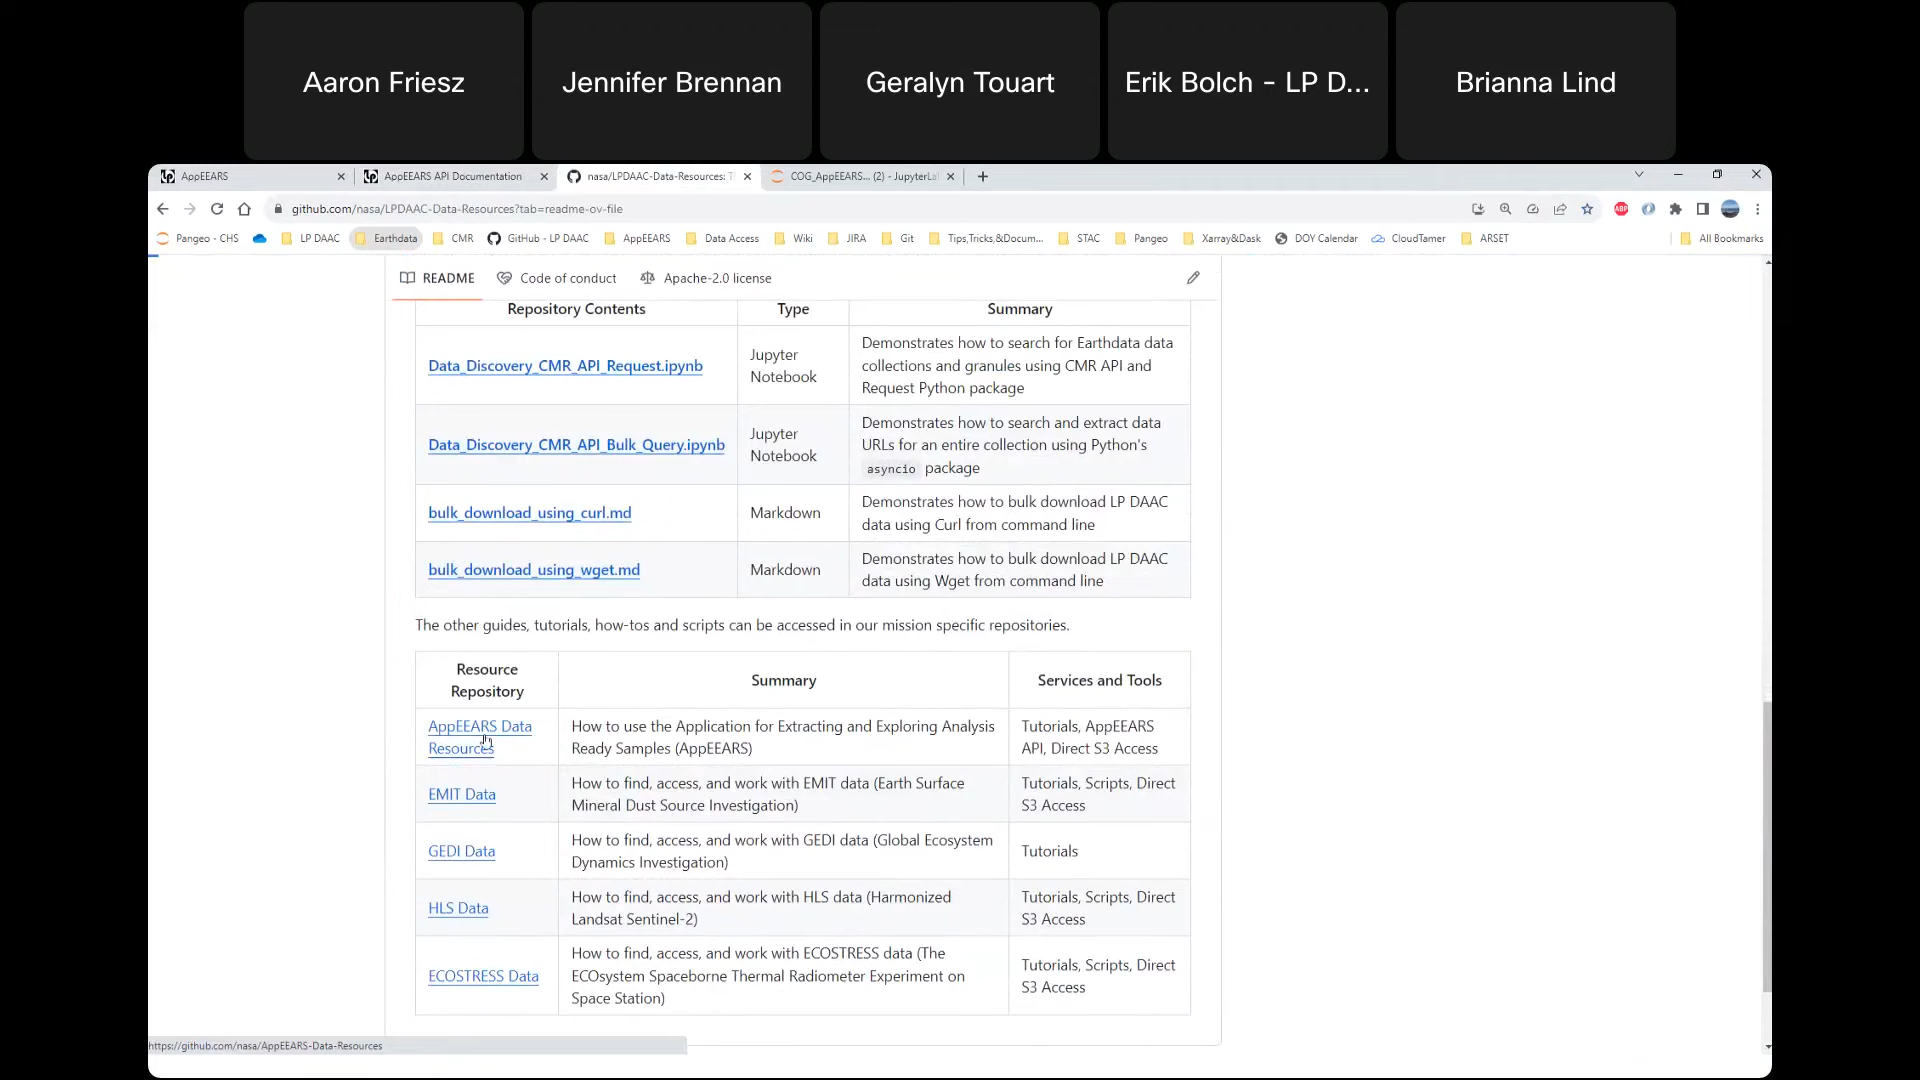 Aaron Friesz
Jennifer Brennan
Geralyn Touart
Erik Bolch - LP D...
Brianna Lind
AppEEARS
AppEEARS API Documentation
nasa/LPDAAC-Data-Resources: T
COG_AppEEARS... (2) - JupyterLa
github.com/nasa/LPDAAC-Data-Resources?tab=readme-ov-file
Pangeo - CHS
LP DAAC
Earthdata
CMR
GitHub - LP DAAC
AppEEARS
Data Access
Wiki
JIRA
Git
Tips,Tricks,&Docum...
STAC
Pangeo
Xarray&Dask
DOY Calendar
CloudTamer
ARSET
All Bookmarks
README
Code of conduct
Apache-2.0 license
Repository Contents
Type
Summary
Data_Discovery_CMR_API_Request.ipynb
Jupyter
Notebook
Demonstrates how to search for Earthdata data
collections and granules using CMR API and
Request Python package
Data_Discovery_CMR_API_Bulk_Query.ipynb
Jupyter
Notebook
Demonstrates how to search and extract data
URLs for an entire collection using Python's
asyncio package
bulk_download_using_curl.md
Markdown
Demonstrates how to bulk download LP DAAC
data using Curl from command line
bulk_download_using_wget.md
Markdown
Demonstrates how to bulk download LP DAAC
data using Wget from command line
The other guides, tutorials, how-tos and scripts can be accessed in our mission specific repositories.
Resource
Repository
Summary
Services and Tools
AppEEARS Data
Resources
How to use the Application for Extracting and Exploring Analysis
Ready Samples (AppEEARS)
Tutorials, AppEEARS
API, Direct S3 Access
EMIT Data
How to find, access, and work with EMIT data (Earth Surface
Mineral Dust Source Investigation)
Tutorials, Scripts, Direct
S3 Access
GEDI Data
How to find, access, and work with GEDI data (Global Ecosystem
Dynamics Investigation)
Tutorials
HLS Data
How to find, access, and work with HLS data (Harmonized
Landsat Sentinel-2)
Tutorials, Scripts, Direct
S3 Access
ECOSTRESS Data
How to find, access, and work with ECOSTRESS data (The
ECOsystem Spaceborne Thermal Radiometer Experiment on
Space Station)
Tutorials, Scripts, Direct
S3 Access
https://github.com/nasa/AppEEARS-Data-Resources